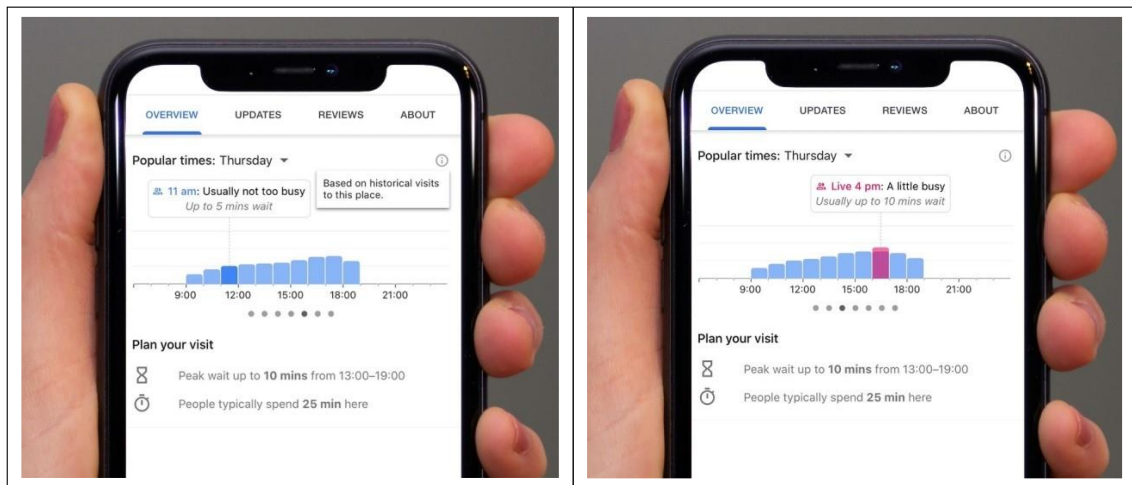 OVERVIEW UPDATES REVIEWS ABOUT
Popular times: Thursday
11 am: Usually not too busy
Up to 5 mins wait
Based on historical visits
to this place.
9:00 12:00 15:00 18:00 21:00
Plan your visit
Peak wait up to 10 mins from 13:00–19:00
People typically spend 25 min here
OVERVIEW UPDATES REVIEWS ABOUT
Popular times: Thursday
Live 4 pm: A little busy
Usually up to 10 mins wait
9:00 12:00 15:00 18:00 21:00
Plan your visit
Peak wait up to 10 mins from 13:00–19:00
People typically spend 25 min here